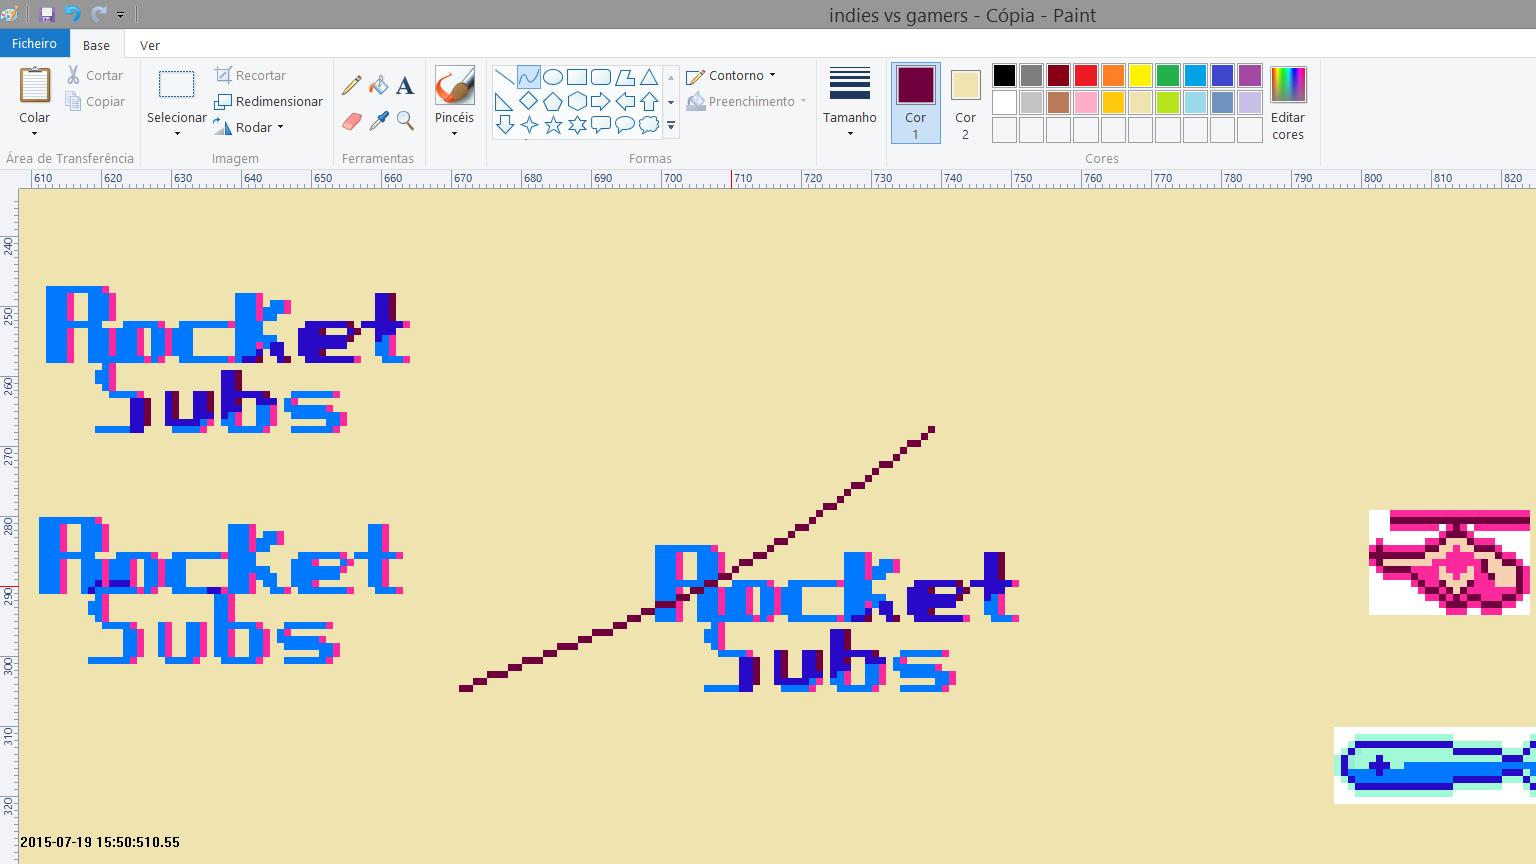 indies vs gamers - Cópia - Paint
Ficheiro Base Ver
Colar
Cortar
Copiar
Área de Transferência
Selecionar
Recortar
Redimensionar
Rodar
Imagem
A
Ferramentas
Pincéis
Contorno
Preenchimento
Formas
Tamanho
Cor
1
Cor
2
Editar
cores
Cores
610 620 630 640 650 660 670 680 690 700 710 720 730 740 750 760 770 780 790 800 810 820
240
250
260
270
280
290
300
310
320
Rocket
Subs
Rocket
Subs
Rocket
Subs
2015-07-19 15:50:510.55